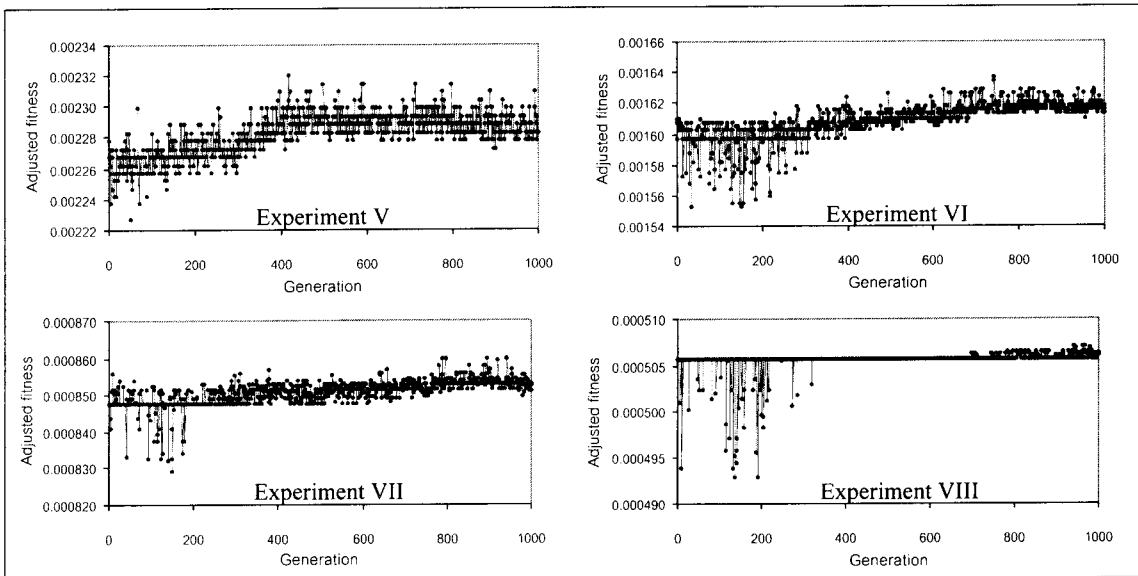 0.00234
0.00232
0.00230
0.00228
0.00226
0.00224
0.00222
Adjusted fitness
Experiment V
0 200 400 600 800 1000
Generation
0.00166
0.00164
0.00162
0.00160
0.00158
0.00156
0.00154
Adjusted fitness
Experiment VI
0 200 400 600 800 1000
Generation
0.000870
0.000860
0.000850
0.000840
0.000830
0.000820
Adjusted fitness
Experiment VII
0 200 400 600 800 1000
Generation
0.000510
0.000505
0.000500
0.000495
0.000490
Adjusted fitness
Experiment VIII
0 200 400 600 800 1000
Generation